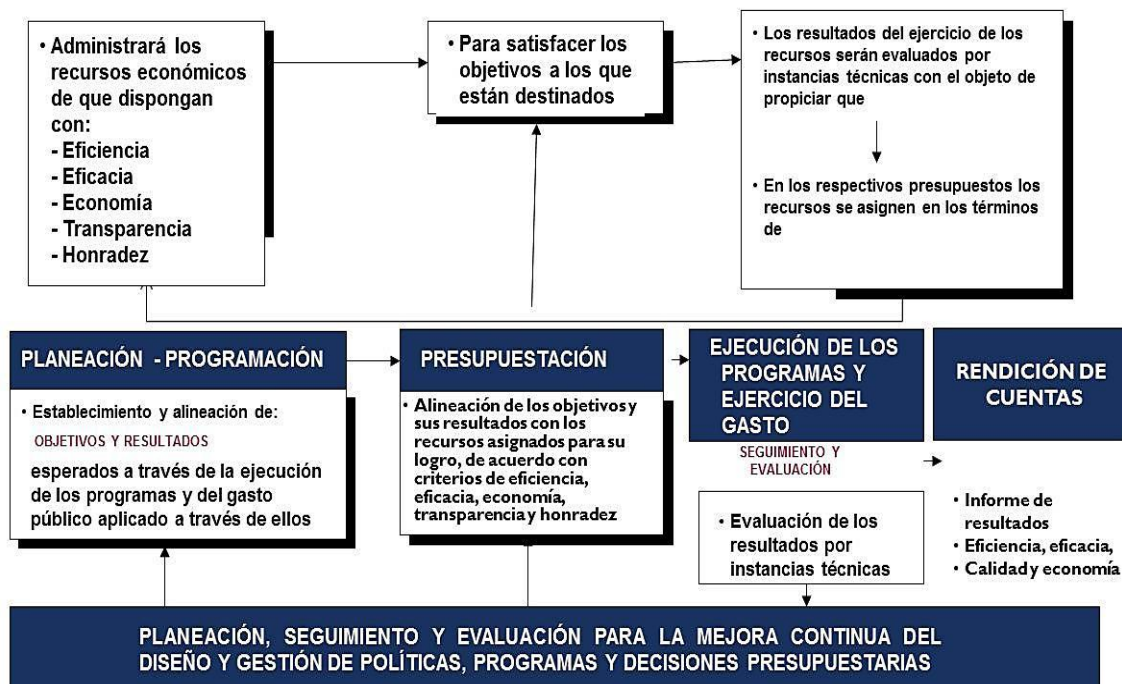 • Administrará los
recursos económicos
de que dispongan
con:
- Eficiencia
- Eficacia
- Economía
- Transparencia
- Honradez
• Para satisfacer los
objetivos a los que
están destinados
• Los resultados del ejercicio de los
recursos serán evaluados por
instancias técnicas con el objeto de
propiciar que
• En los respectivos presupuestos los
recursos se asignen en los términos
de
PLANEACIÓN - PROGRAMACIÓN
• Establecimiento y alineación de:
OBJETIVOS Y RESULTADOS
esperados a través de la ejecución
de los programas y del gasto
público aplicado a través de ellos
PRESUPUESTACIÓN
• Alineación de los objetivos y
sus resultados con los
recursos asignados para su
logro, de acuerdo con
criterios de eficiencia,
eficacia, economía,
transparencia y honradez
EJECUCIÓN DE LOS
PROGRAMAS Y
EJERCICIO DEL
GASTO
SEGUIMIENTO Y
EVALUACIÓN
• Evaluación de los
resultados por
instancias técnicas
RENDICIÓN DE
CUENTAS
• Informe de
resultados
• Eficiencia, eficacia,
• Calidad y economía
PLANEACIÓN, SEGUIMIENTO Y EVALUACIÓN PARA LA MEJORA CONTINUA DEL
DISEÑO Y GESTIÓN DE POLÍTICAS, PROGRAMAS Y DECISIONES PRESUPUESTARIAS